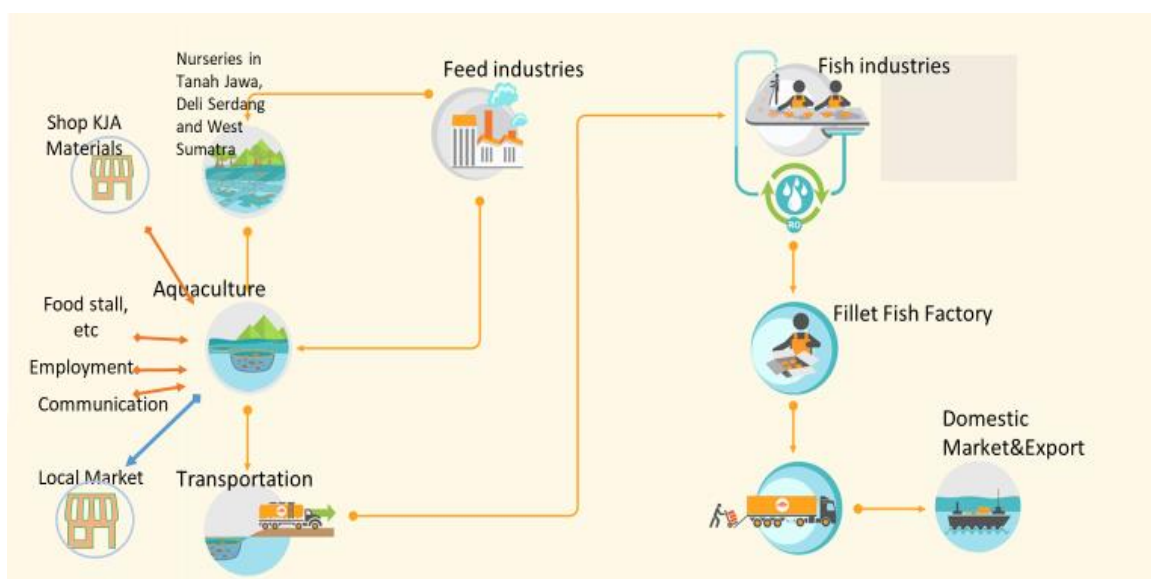 Nurseries in
Tanah Jawa,
Deli Serdang
and West
Sumatra
Feed industries
Fish industries
Shop KJA
Materials
Aquaculture
Food stall,
etc
Employment
Communication
Fillet Fish Factory
Local Market
Transportation
Domestic
Market&Export
RO